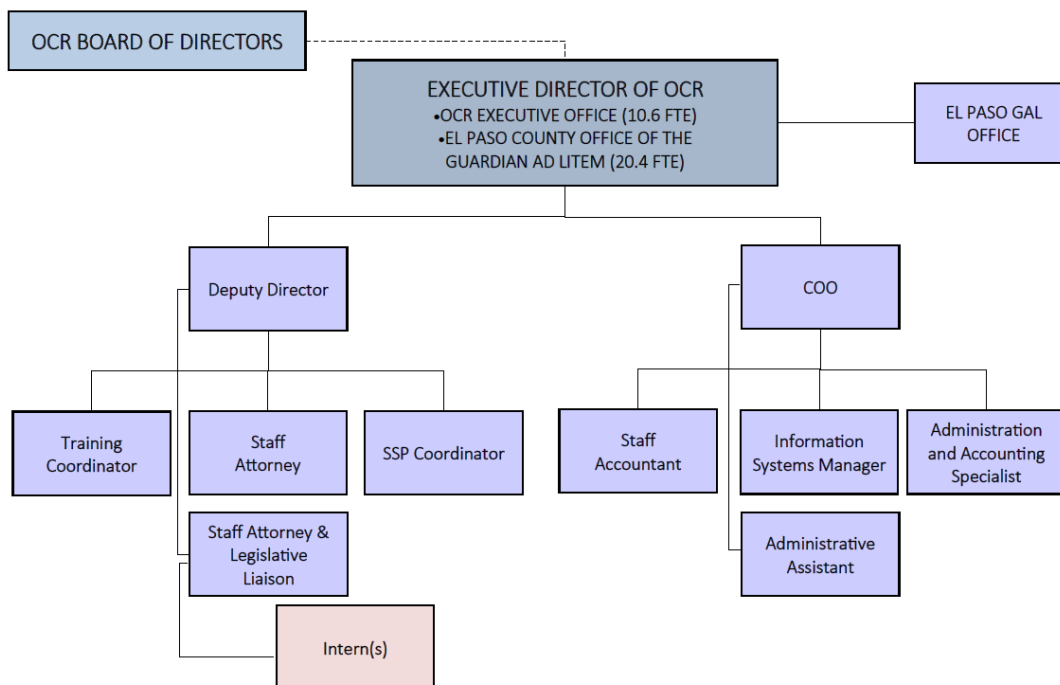 OCR BOARD OF DIRECTORS
EXECUTIVE DIRECTOR OF OCR
•OCR EXECUTIVE OFFICE (10.6 FTE)
•EL PASO COUNTY OFFICE OF THE
GUARDIAN AD LITEM (20.4 FTE)
EL PASO GAL
OFFICE
Deputy Director
COO
Training
Coordinator
Staff
Attorney
SSP Coordinator
Staff
Accountant
Information
Systems Manager
Administration
and Accounting
Specialist
Staff Attorney &
Legislative
Liaison
Administrative
Assistant
Intern(s)